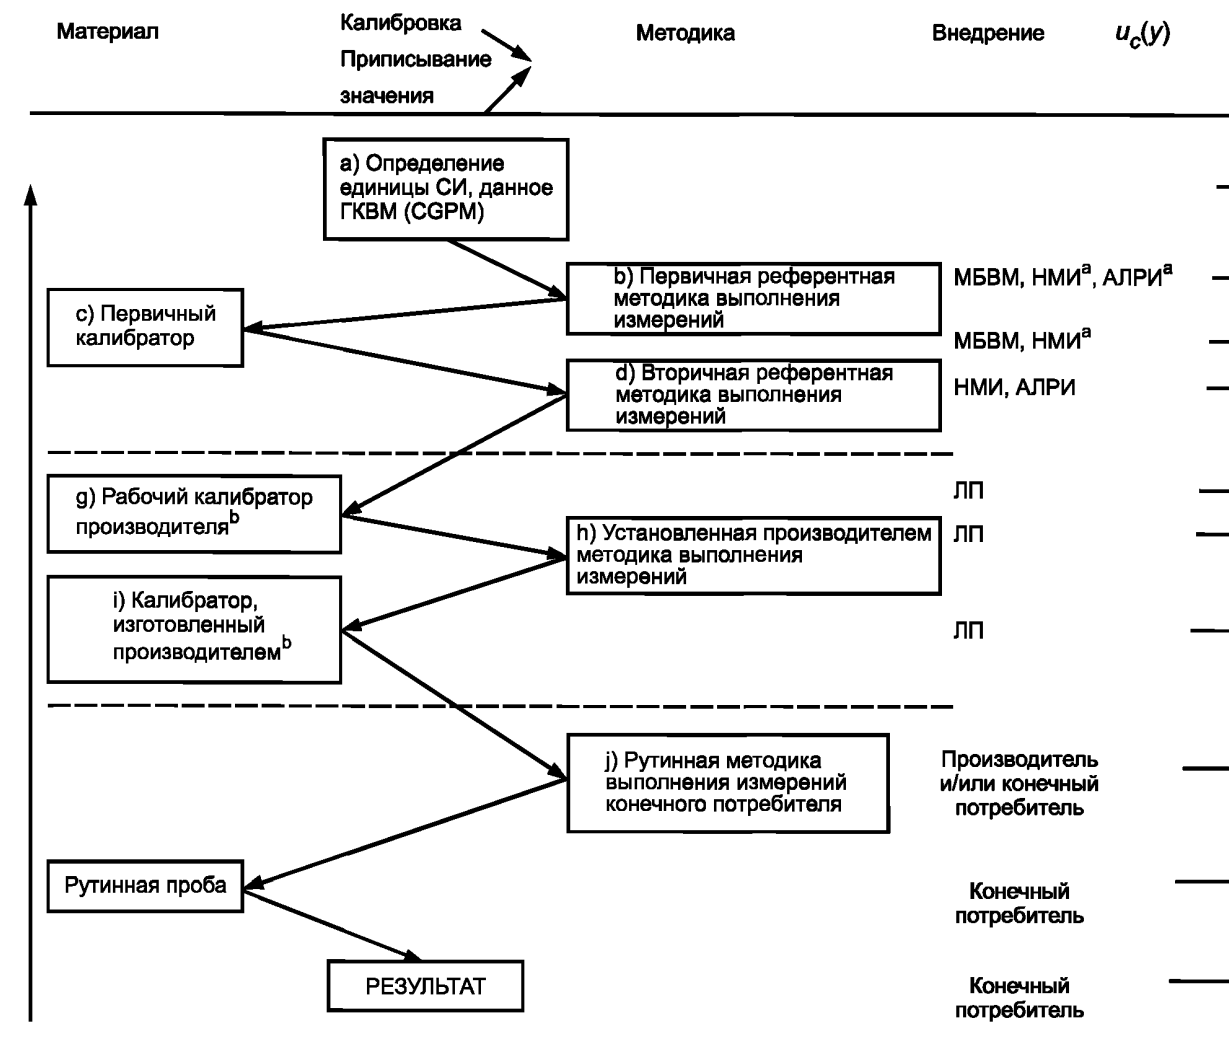 Материал
Калибровка
Приписывание
значения
Методика
Внедрение
u_c(y)
a) Определение
единицы СИ, данное
ГКВМ (CGPM)
b) Первичная референтная
методика выполнения
измерений
МБВМ, НМИ^a, АЛРИ^a
c) Первичный
калибратор
МБВМ, НМИ^a
d) Вторичная референтная
методика выполнения
измерений
НМИ, АЛРИ
g) Рабочий калибратор
производителя^b
ЛП
h) Установленная производителем
методика выполнения
измерений
ЛП
i) Калибратор,
изготовленный
производителем^b
ЛП
j) Рутинная методика
выполнения измерений
конечного потребителя
Производитель
и/или конечный
потребитель
Рутинная проба
Конечный
потребитель
РЕЗУЛЬТАТ
Конечный
потребитель